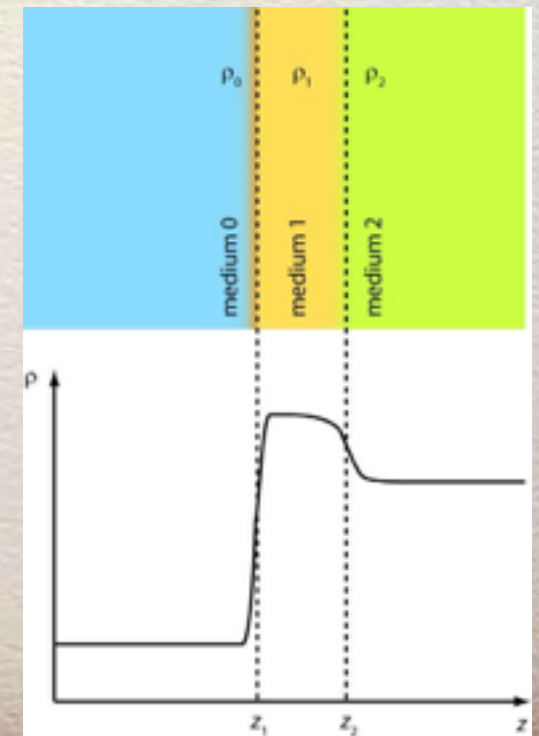 ρ₀ ρ₁ ρ₂
medium 0
medium 1
medium 2
ρ
z₁ z₂ z